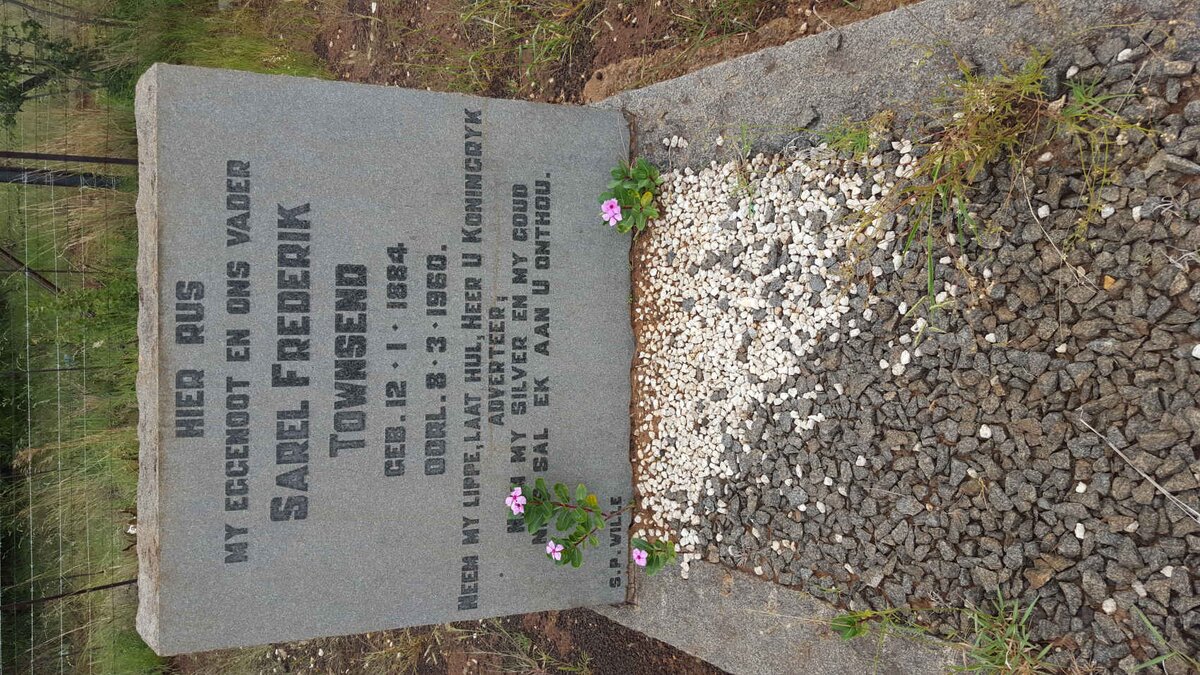 HIER RUS
MY EGGENOOT EN ONS VADER
SAREL FREDERIK
TOWNSEND
GEB. 12 · 1 · 1884
OORL. 8 · 3 · 1960.
NEEM MY LIPPE, LAAT HUL, HEER U KONINGRYK
ADVERTEER,
MY SILVER EN MY GOUD
SAL EK AAN U ONTHOU.
S.P. VILLE